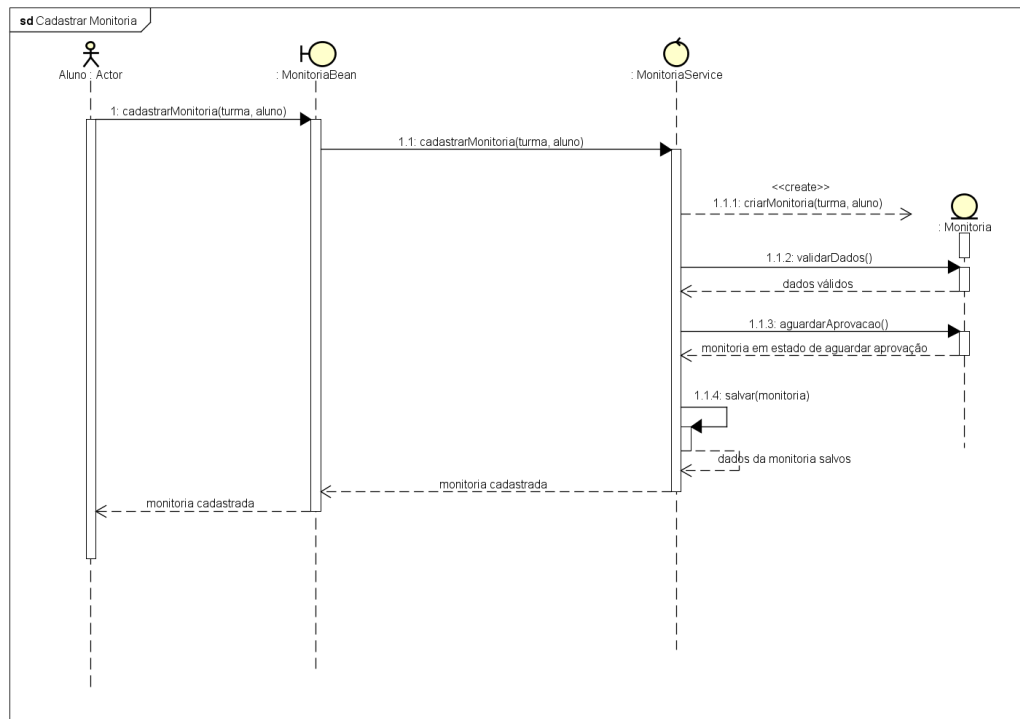 sd Cadastrar Monitoria
Aluno : Actor
: MonitoriaBean
: MonitoriaService
1: cadastrarMonitoria(turma, aluno)
1.1: cadastrarMonitoria(turma, aluno)
<<create>>
1.1.1: criarMonitoria(turma, aluno)
: Monitoria
1.1.2: validarDados()
dados válidos
1.1.3: aguardarAprovacao()
monitoria em estado de aguardar aprovação
1.1.4: salvar(monitoria)
dados da monitoria salvos
monitoria cadastrada
monitoria cadastrada